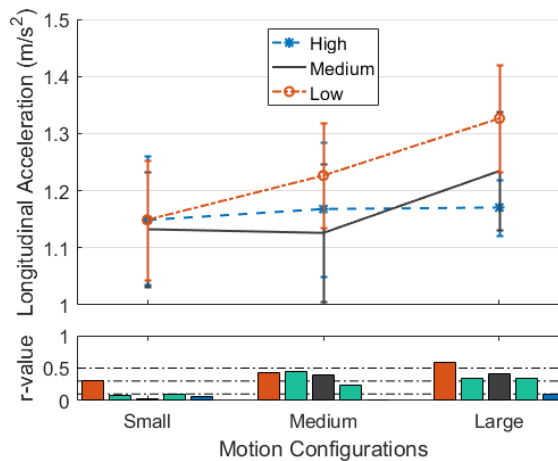 Longitudinal Acceleration (m/s²)
1.5
1.4
1.3
1.2
1.1
1
High
Medium
Low
r-value
1
0.5
0
Small Medium Large
Motion Configurations